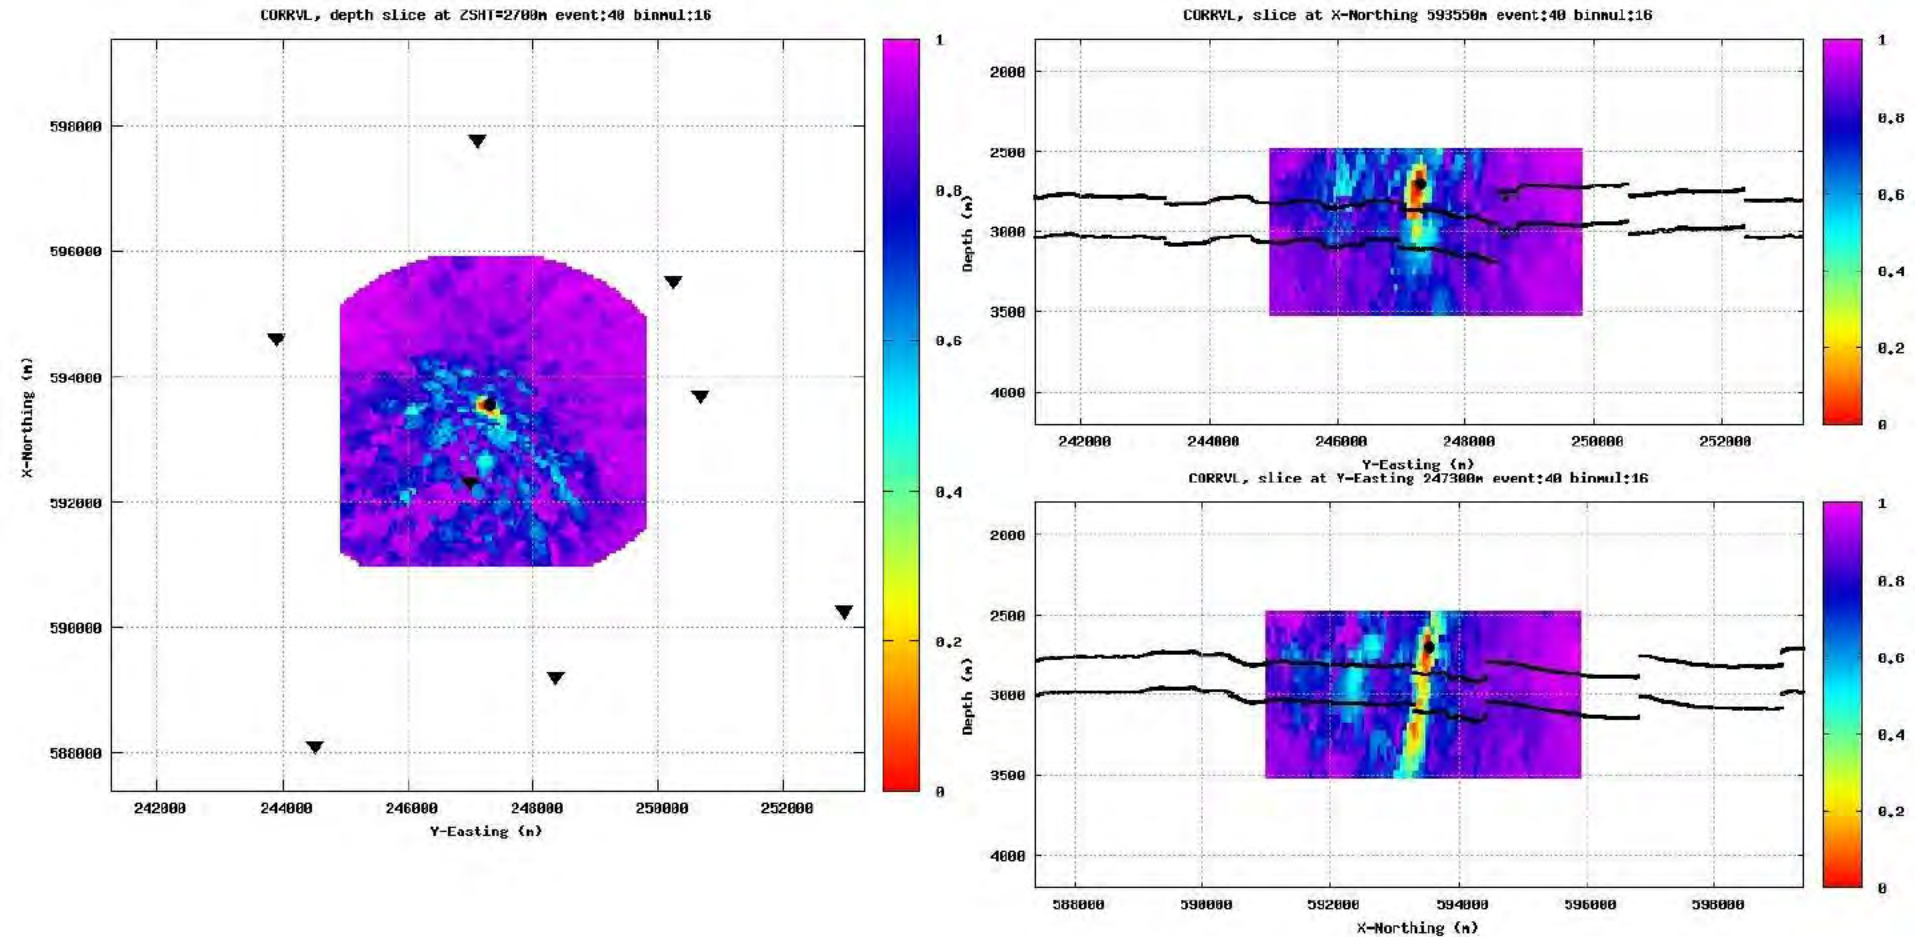 CORRVL, depth slice at ZSHT=2700m event:40 binmul:16
598000
596000
594000
592000
590000
588000
X-Northing (m)
242000 244000 246000 248000 250000 252000
Y-Easting (m)
1
0.8
0.6
0.4
0.2
0
CORRVL, slice at X-Northing 593550m event:40 binmul:16
2000
2500
3000
3500
4000
Depth (m)
242000 244000 246000 248000 250000 252000
Y-Easting (m)
1
0.8
0.6
0.4
0.2
0
CORRVL, slice at Y-Easting 247300m event:40 binmul:16
2000
2500
3000
3500
4000
Depth (m)
588000 590000 592000 594000 596000 598000
X-Northing (m)
1
0.8
0.6
0.4
0.2
0